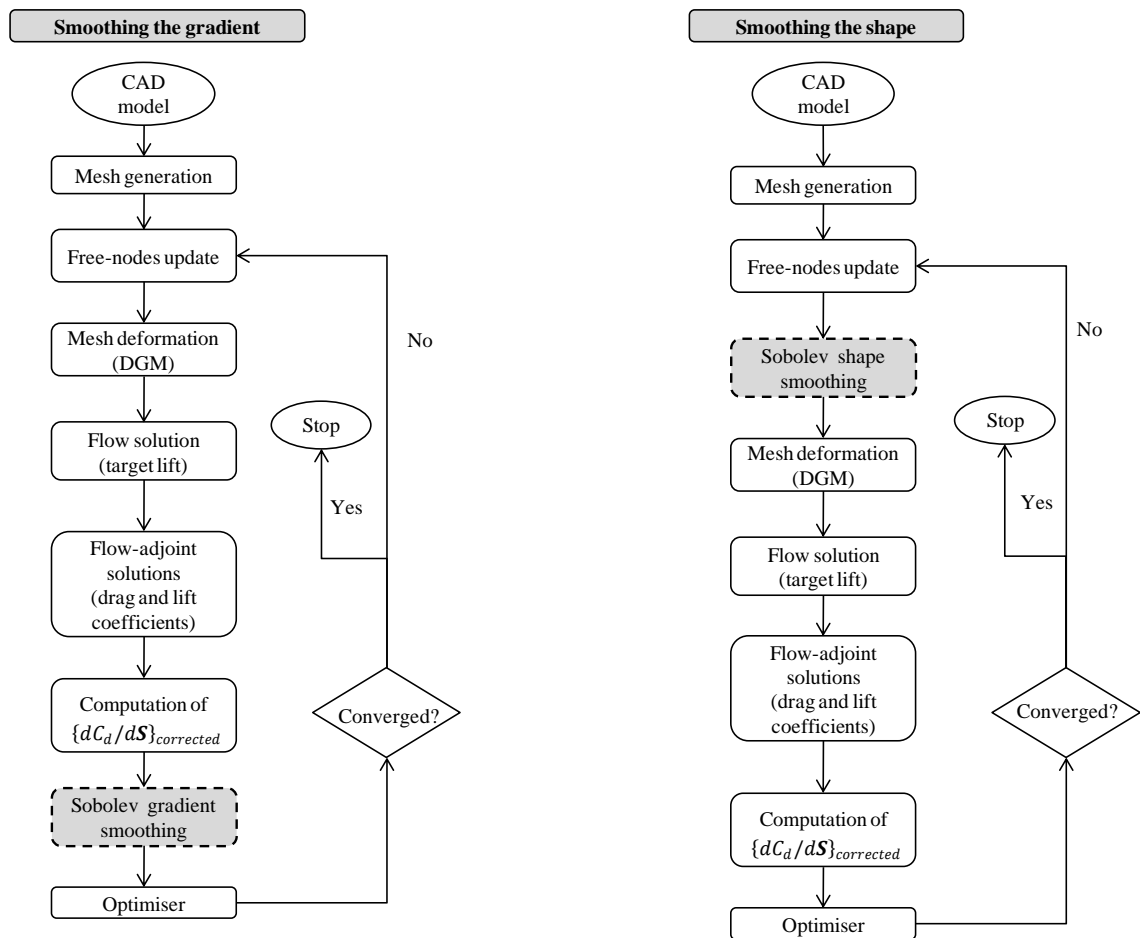 Smoothing the gradient
CAD
model
Mesh generation
Free-nodes update
Mesh deformation
(DGM)
Flow solution
(target lift)
Flow-adjoint
solutions
(drag and lift
coefficients)
Computation of
{dC_d/dS}_corrected
Sobolev gradient
smoothing
Optimiser
No
Stop
Yes
Converged?
Smoothing the shape
CAD
model
Mesh generation
Free-nodes update
Sobolev shape
smoothing
Mesh deformation
(DGM)
Flow solution
(target lift)
Flow-adjoint
solutions
(drag and lift
coefficients)
Computation of
{dC_d/dS}_corrected
Optimiser
No
Stop
Yes
Converged?